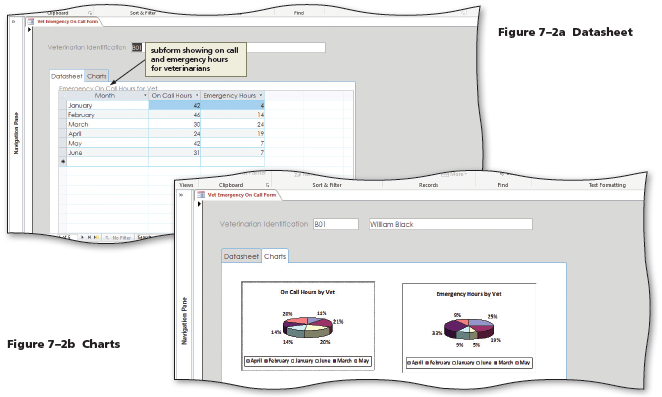 Clipboard Sort & Filter Find
Vet Emergency On Call Form
Figure 7–2a Datasheet
Veterinarian Identification B01
subform showing on call
and emergency hours
for veterinarians
Datasheet Charts
Emergency On Call Hours for Vet
Month On Call Hours Emergency Hours
January 42 4
February 46 14
March 30 24
April 24 19
May 42 7
June 31 7
Navigation Pane
No Filter
Views Clipboard Sort & Filter Records Find Text Formatting
Vet Emergency On Call Form
Veterinarian Identification B01 William Black
Datasheet Charts
On Call Hours by Vet
20% 11%
14% 21%
14% 20%
April February January June March May
Emergency Hours by Vet
9% 25%
33% 19%
9% 5%
April February January June March May
Navigation Pane
Figure 7–2b Charts